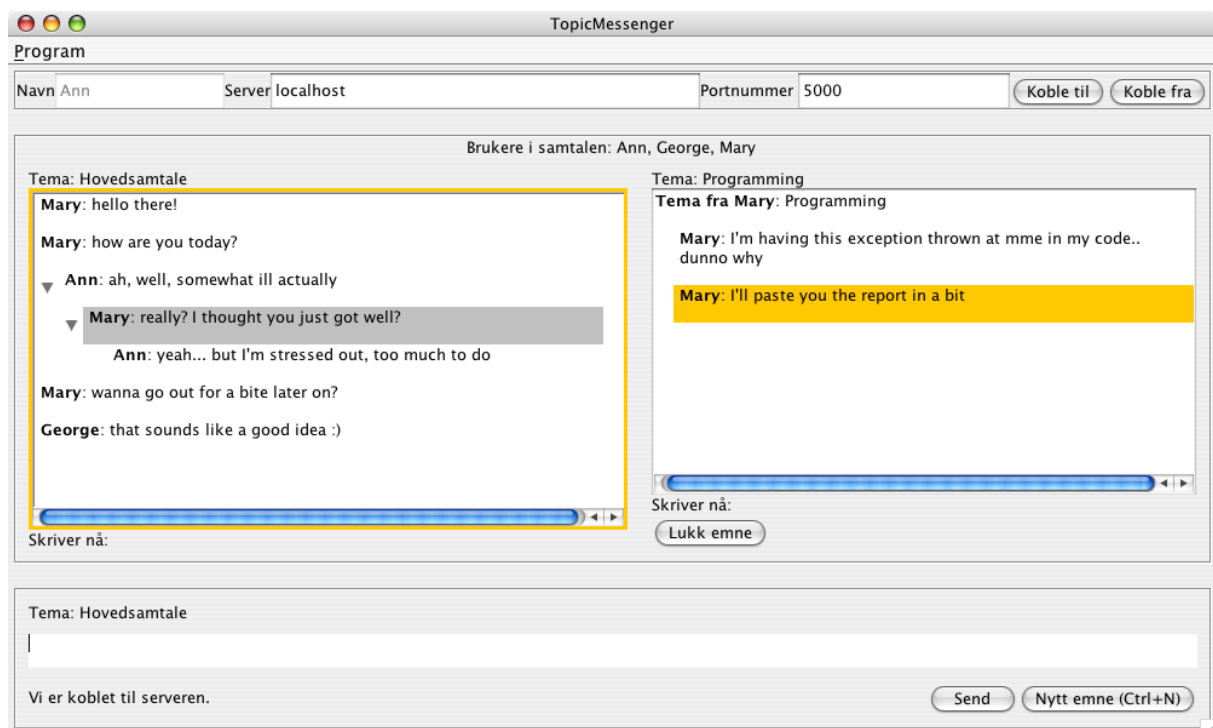 TopicMessenger
Program
Navn Ann Server localhost Portnummer 5000 Koble til Koble fra
Brukere i samtalen: Ann, George, Mary
Tema: Hovedsamtale
Mary: hello there!
Mary: how are you today?
Ann: ah, well, somewhat ill actually
Mary: really? I thought you just got well?
Ann: yeah... but I'm stressed out, too much to do
Mary: wanna go out for a bite later on?
George: that sounds like a good idea :)
Skriver nå:
Tema: Programming
Tema fra Mary: Programming
Mary: I'm having this exception thrown at mme in my code..
dunno why
Mary: I'll paste you the report in a bit
Skriver nå:
Lukk emne
Tema: Hovedsamtale
Vi er koblet til serveren.
Send Nytt emne (Ctrl+N)